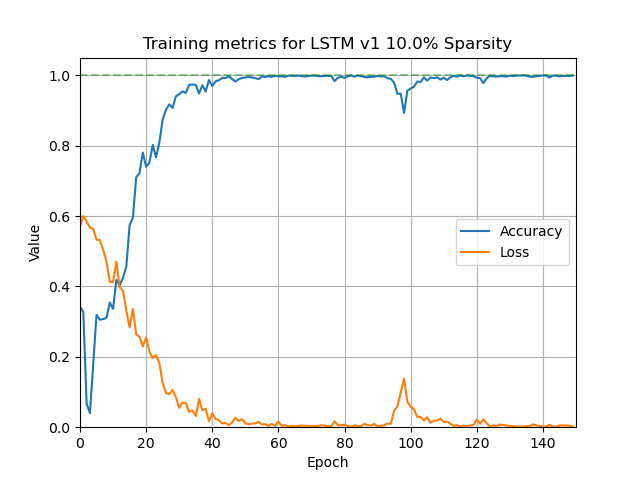 Training metrics for LSTM v1 10.0% Sparsity
1.0
0.8
0.6
0.4
0.2
0.0
Value
Accuracy
Loss
0 20 40 60 80 100 120 140
Epoch